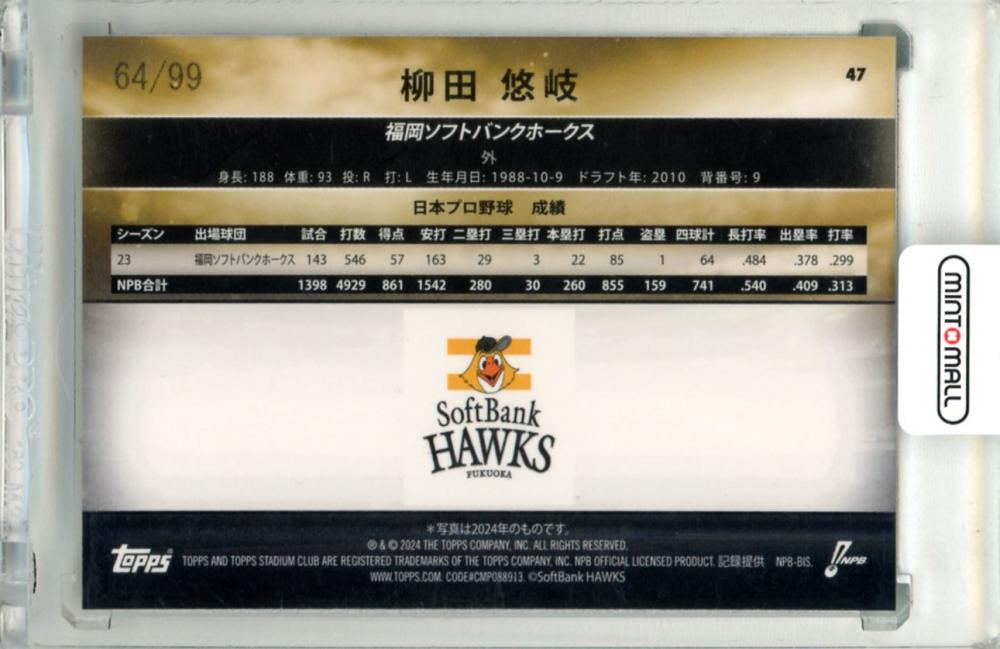 64/99
柳田 悠岐
47
福岡ソフトバンクホークス
外
身長: 188 体重: 93 投: R 打: L 生年月日: 1988-10-9 ドラフト年: 2010 背番号: 9
日本プロ野球 成績
シーズン 出場球団 試合 打数 得点 安打 二塁打 三塁打 本塁打 打点 盗塁 四球計 長打率 出塁率 打率
23 福岡ソフトバンクホークス 143 546 57 163 29 3 22 85 1 64 .484 .378 .299
NPB合計 1398 4929 861 1542 280 30 260 855 159 741 .540 .409 .313
SoftBank
HAWKS
FUKUOKA
MINT MALL
＊写真は2024年のものです。
® & © 2024 THE TOPPS COMPANY, INC. ALL RIGHTS RESERVED.
Topps
TOPPS AND TOPPS STADIUM CLUB ARE REGISTERED TRADEMARKS OF THE TOPPS COMPANY, INC. NPB OFFICIAL LICENSED PRODUCT. 記録提供 NPB-BIS.
NPB
WWW.TOPPS.COM. CODE#CMP088913. ©SoftBank HAWKS